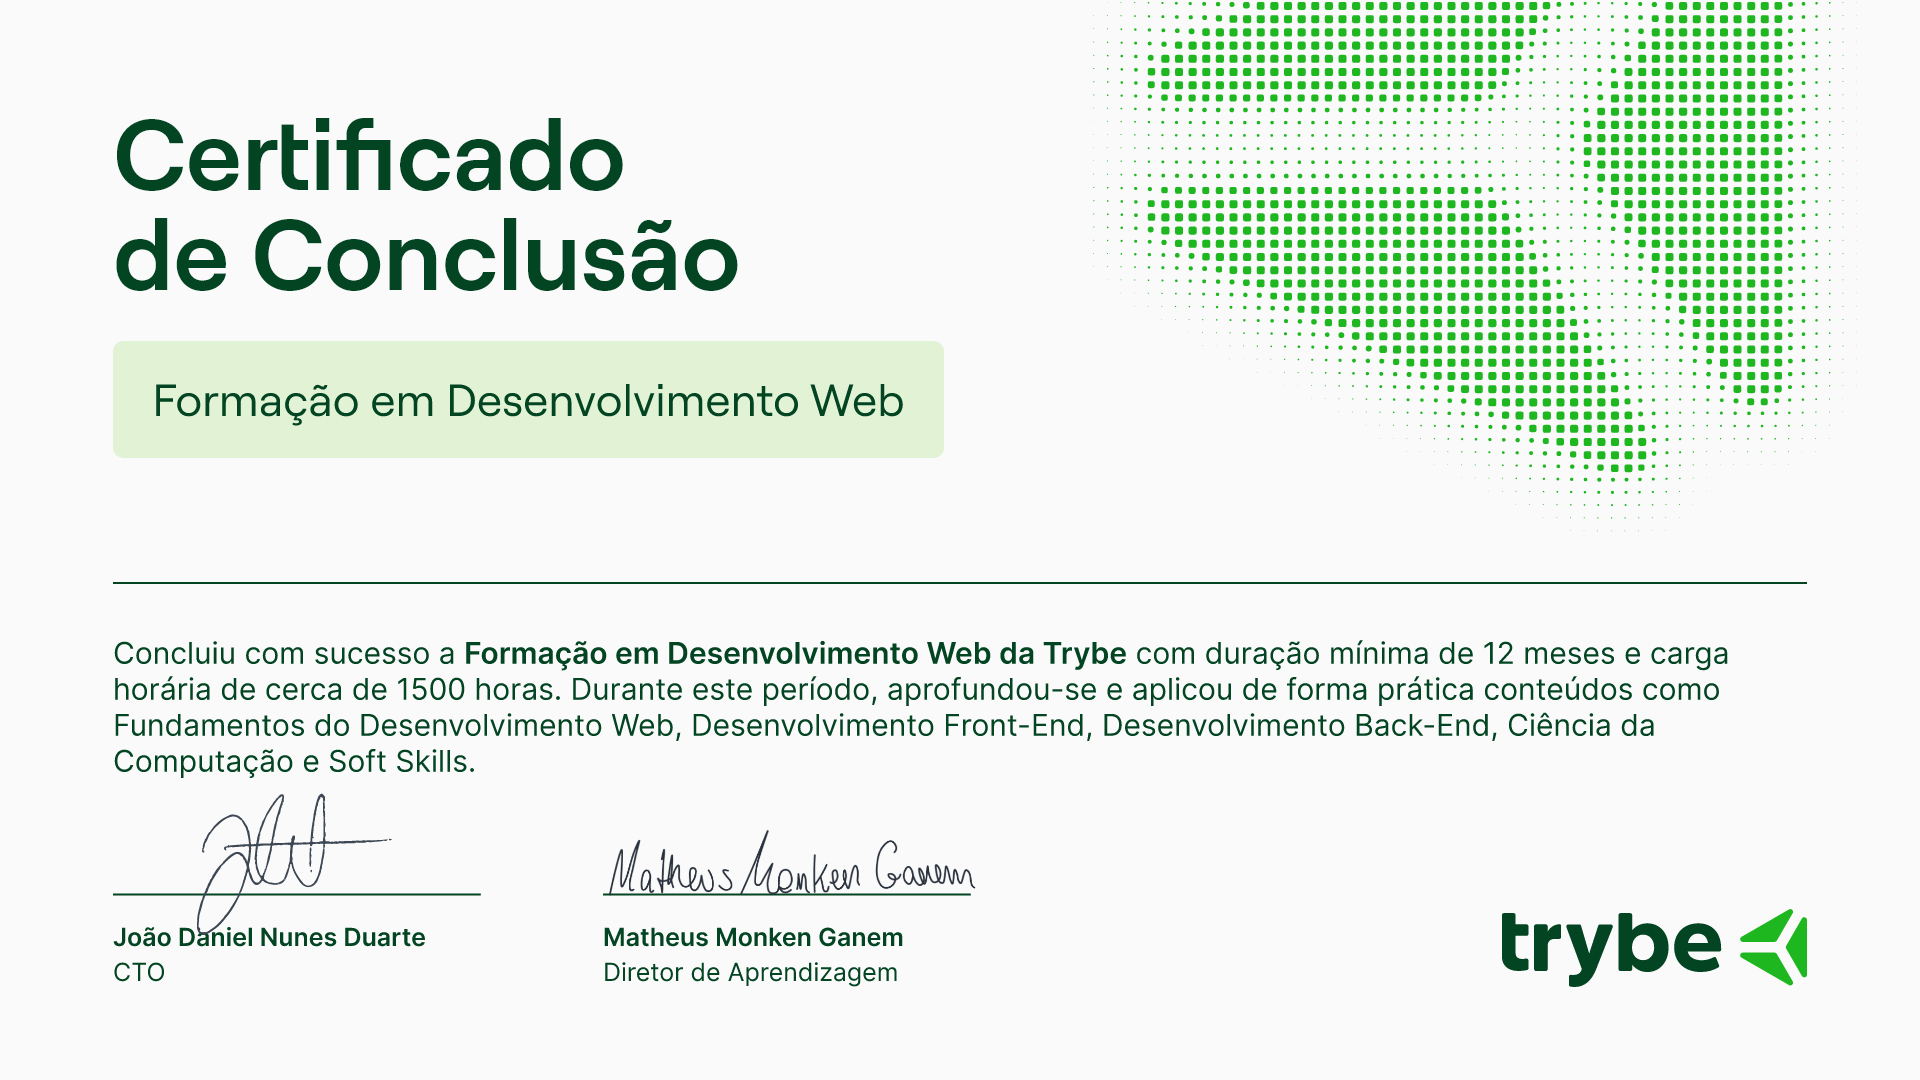 Certificado
de Conclusão
Formação em Desenvolvimento Web
Concluiu com sucesso a Formação em Desenvolvimento Web da Trybe com duração mínima de 12 meses e carga
horária de cerca de 1500 horas. Durante este período, aprofundou-se e aplicou de forma prática conteúdos como
Fundamentos do Desenvolvimento Web, Desenvolvimento Front-End, Desenvolvimento Back-End, Ciência da
Computação e Soft Skills.
Matheus Monken Ganem
João Daniel Nunes Duarte
CTO
Matheus Monken Ganem
Diretor de Aprendizagem
trybe